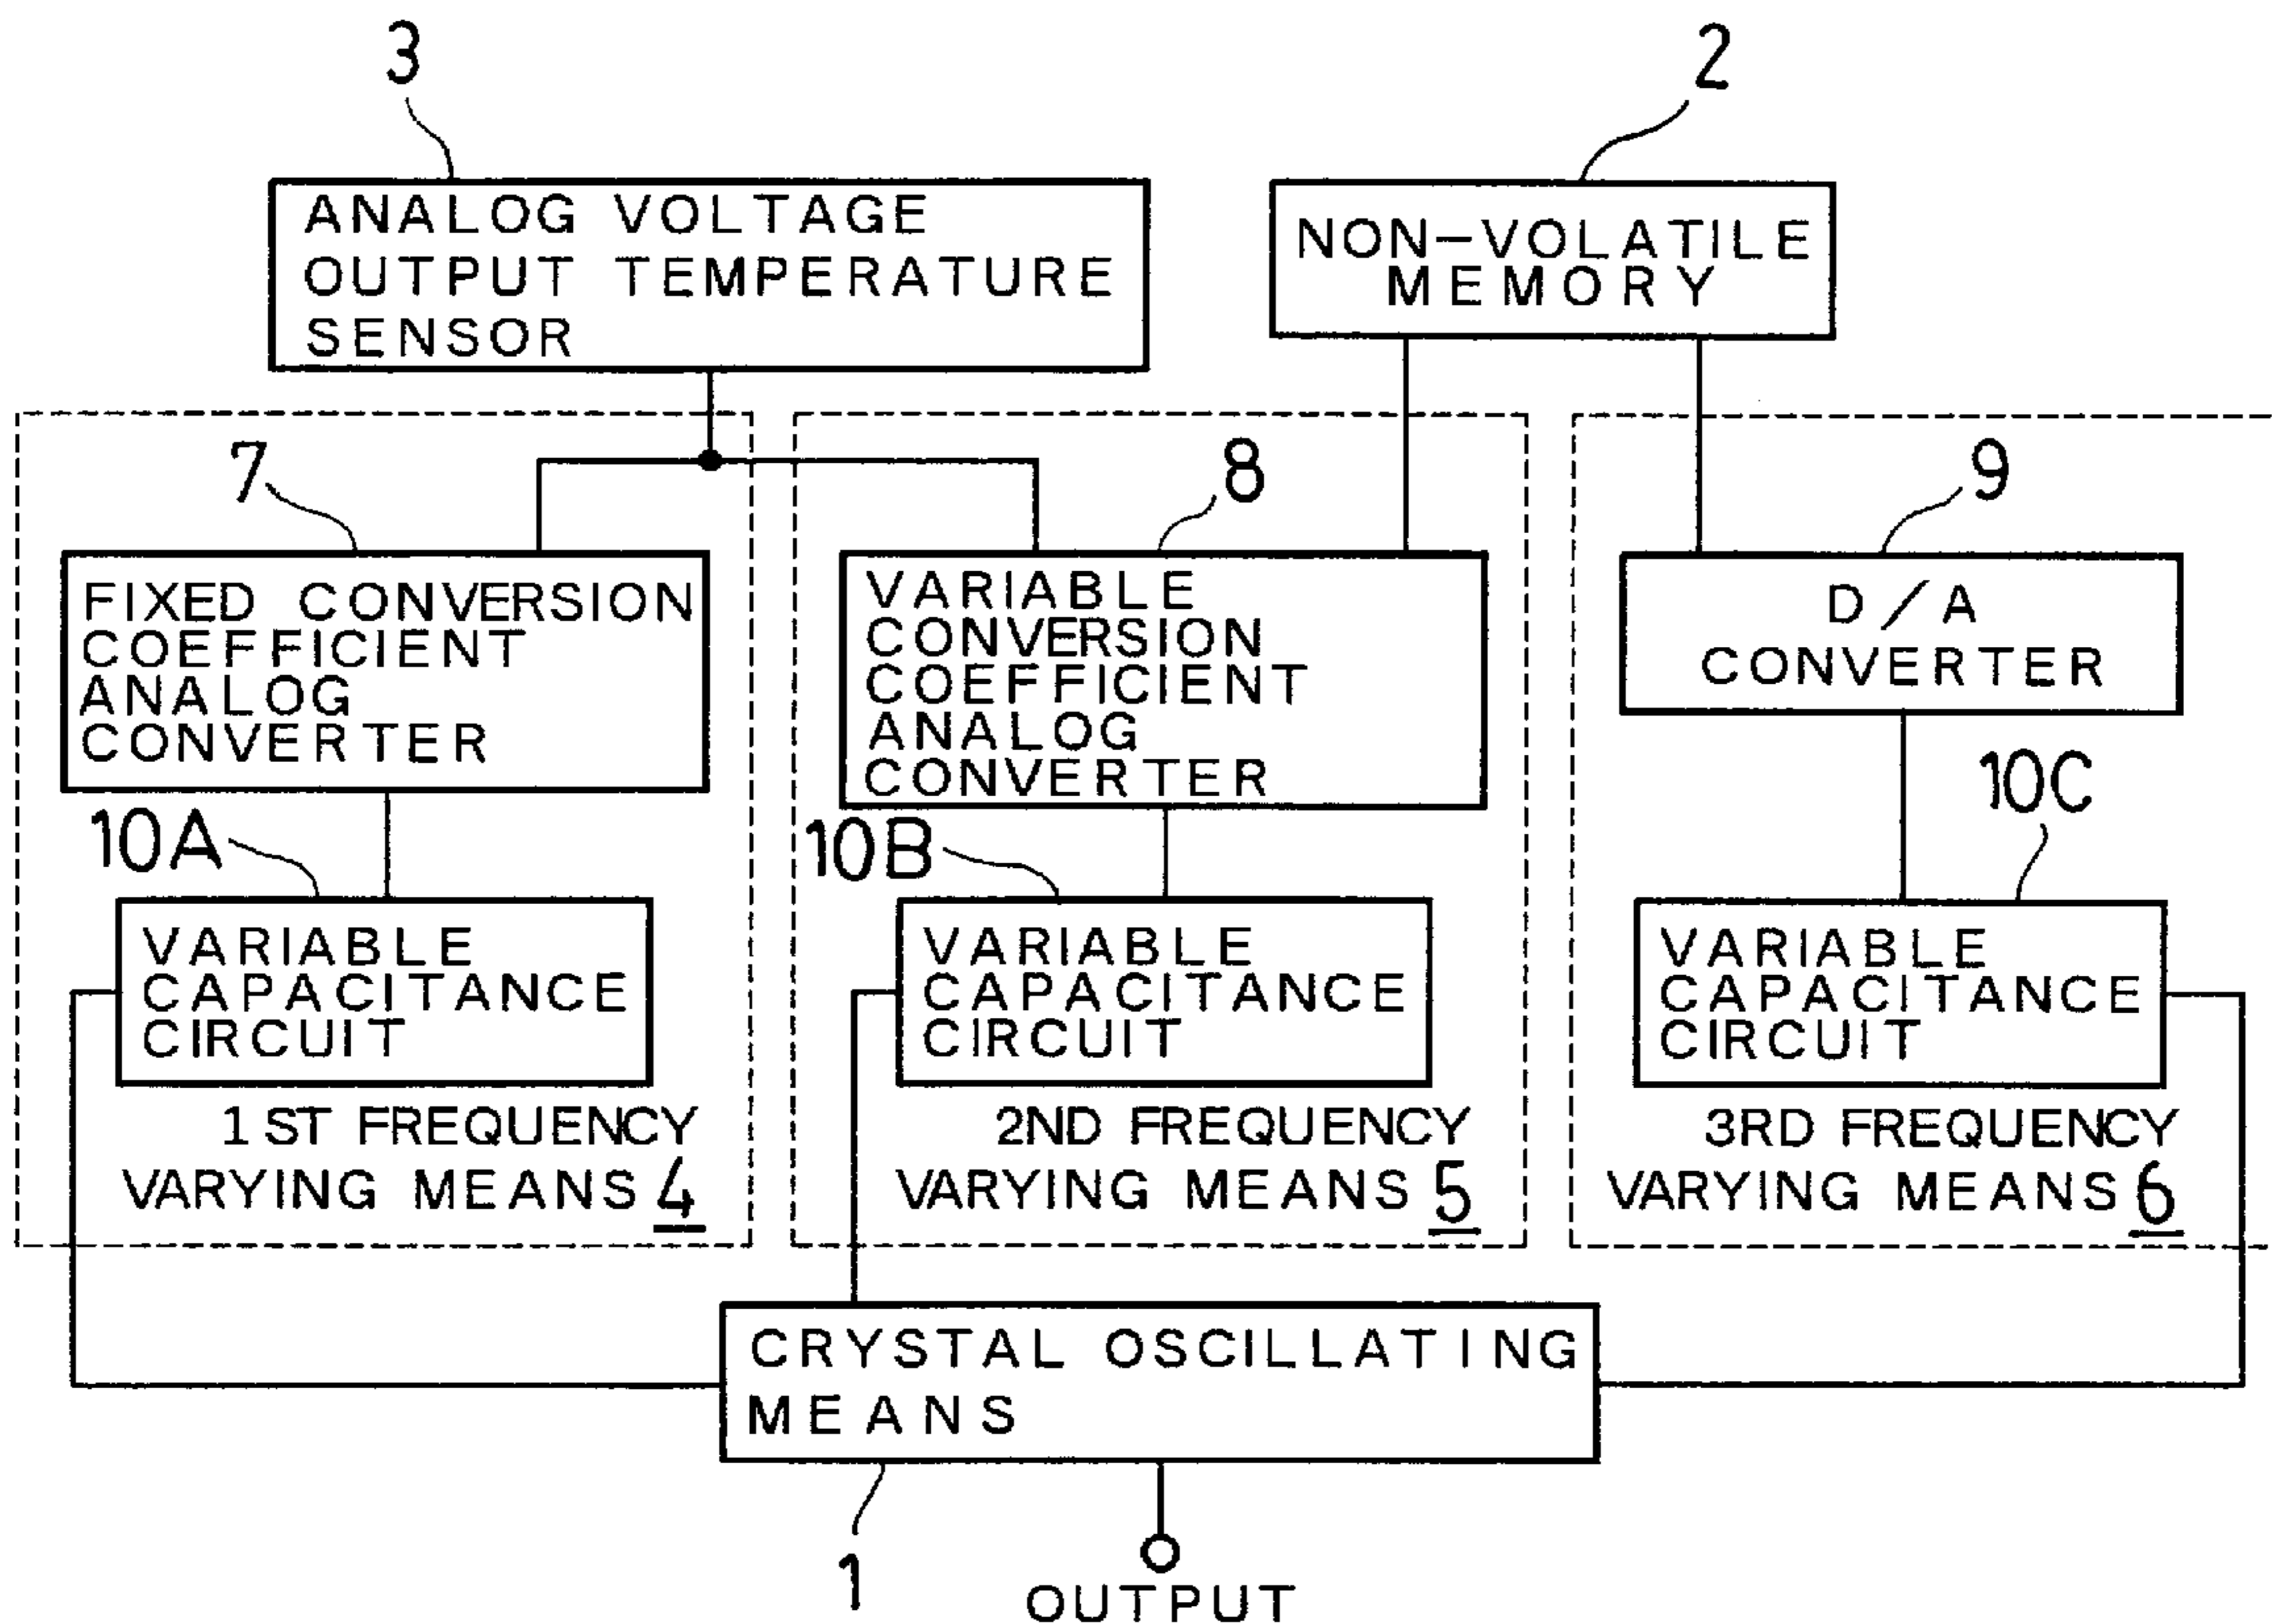 3
2
ANALOG VOLTAGE
OUTPUT TEMPERATURE
SENSOR
NON-VOLATILE
MEMORY
7
8
9
FIXED CONVERSION
COEFFICIENT
ANALOG
CONVERTER
VARIABLE
CONVERSION
COEFFICIENT
ANALOG
CONVERTER
D/A
CONVERTER
10A
10B
10C
VARIABLE
CAPACITANCE
CIRCUIT
VARIABLE
CAPACITANCE
CIRCUIT
VARIABLE
CAPACITANCE
CIRCUIT
1ST FREQUENCY
VARYING MEANS 4
2ND FREQUENCY
VARYING MEANS 5
3RD FREQUENCY
VARYING MEANS 6
CRYSTAL OSCILLATING
MEANS
1
OUTPUT